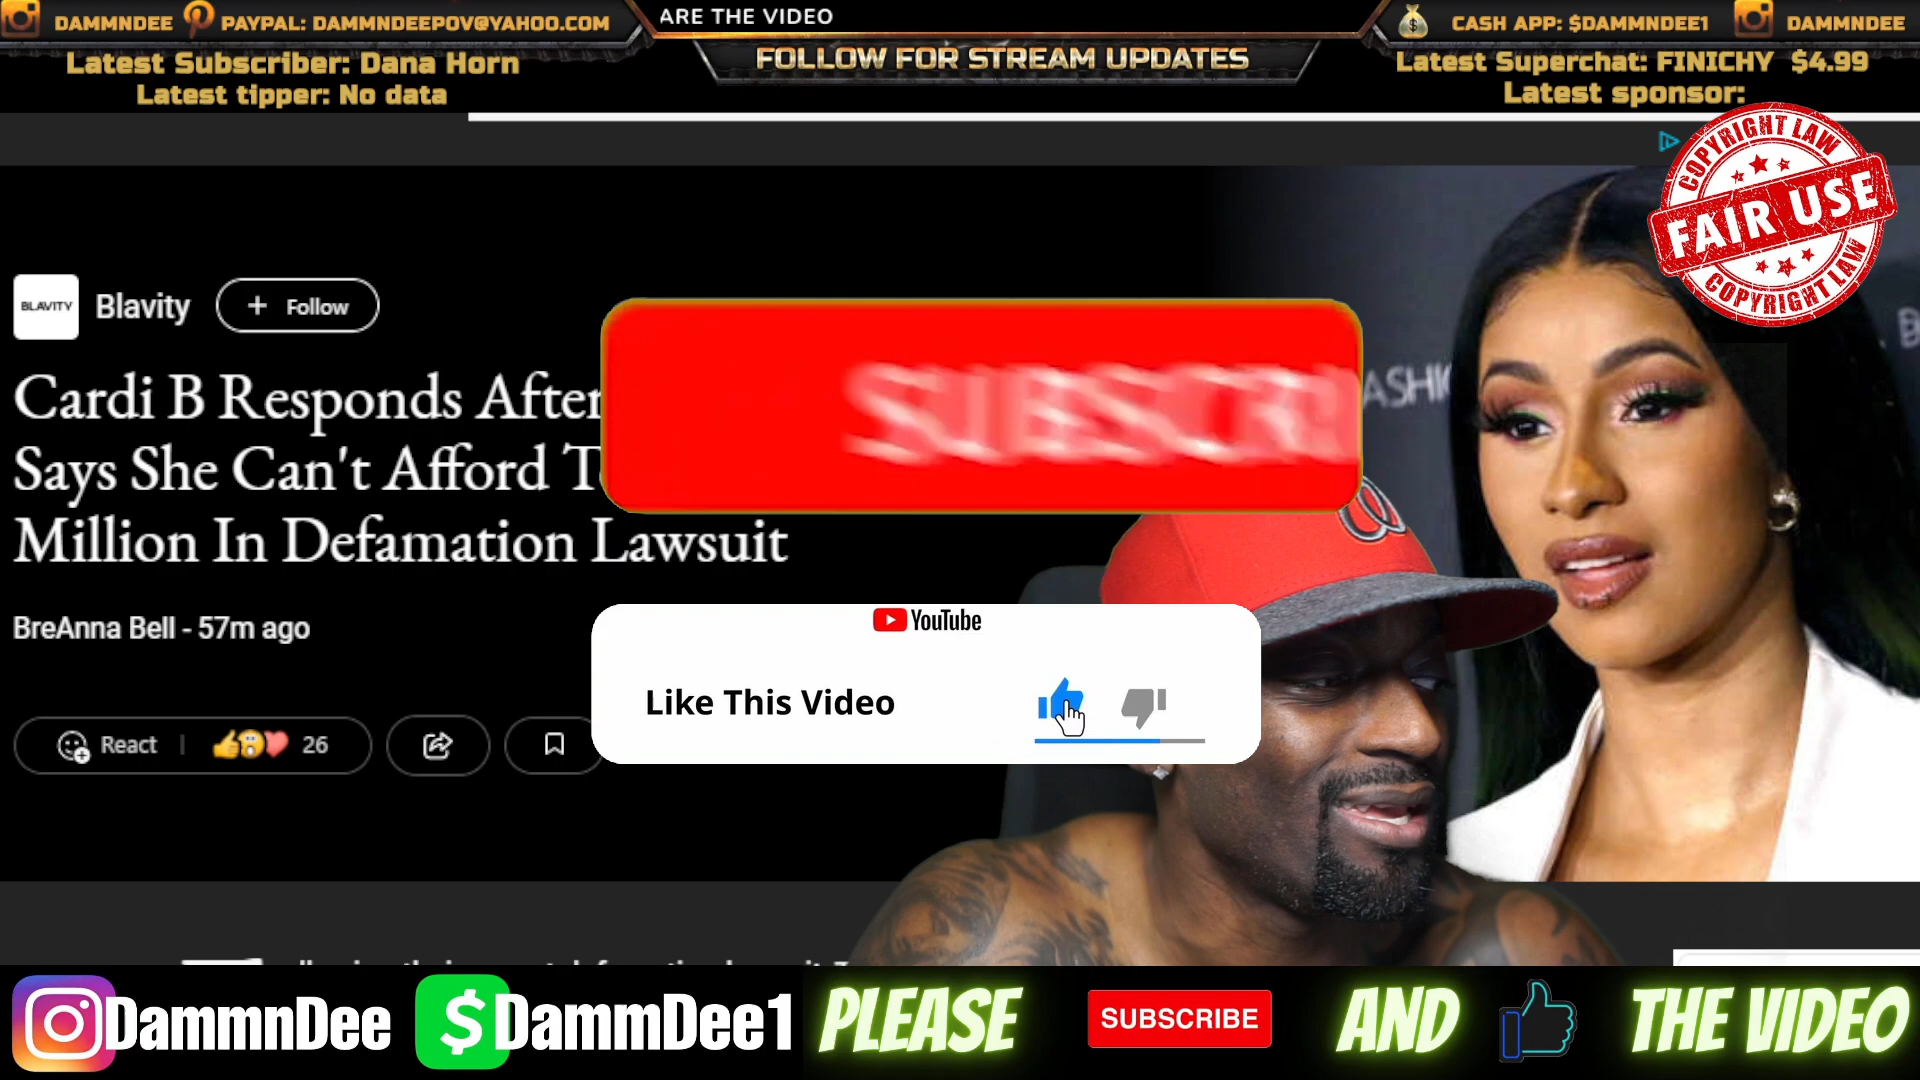 DAMMNDEE PAYPAL: DAMMNDEEPOV@YAHOO.COM
ARE THE VIDEO
CASH APP: $DAMMNDEE1 DAMMNDEE
FOLLOW FOR STREAM UPDATES
Latest Subscriber: Dana Horn
Latest tipper: No data
Latest Superchat: FINICHY $4.99
Latest sponsor:
COPYRIGHT LAW
FAIR USE
COPYRIGHT LAW
BLAVITY
Blavity
+ Follow
Cardi B Responds After
Says She Can't Afford T
Million In Defamation Lawsuit
BreAnna Bell - 57m ago
React
26
SUBSCRI
ASHI
B
YouTube
Like This Video
DammnDee
$ DammDee1
PLEASE
SUBSCRIBE
AND
THE VIDEO